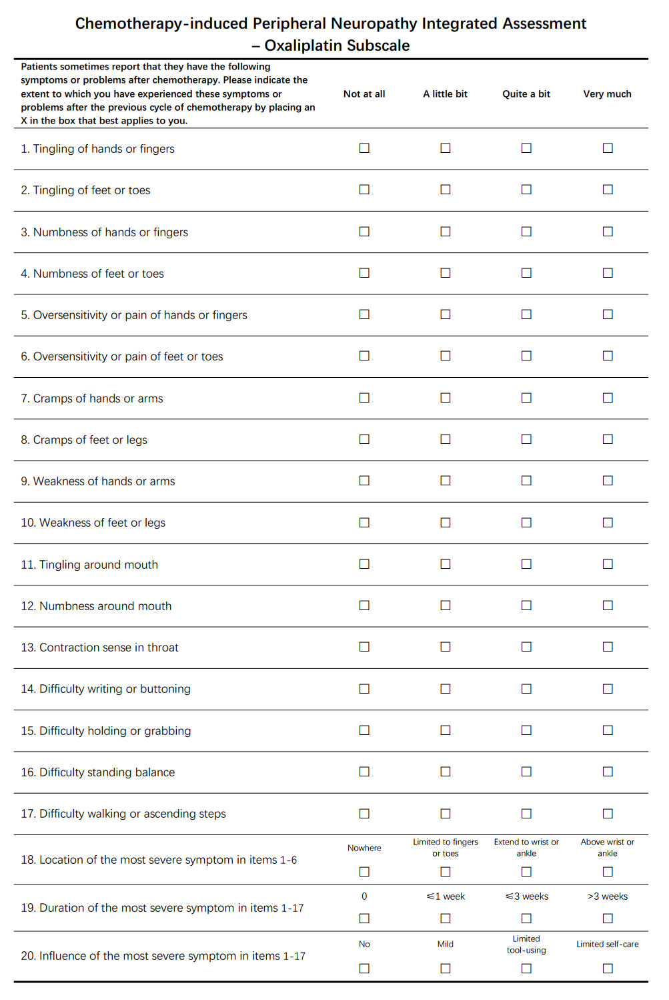 Chemotherapy-induced Peripheral Neuropathy Integrated Assessment
– Oxaliplatin Subscale
Patients sometimes report that they have the following
symptoms or problems after chemotherapy. Please indicate the
extent to which you have experienced these symptoms or
problems after the previous cycle of chemotherapy by placing an
X in the box that best applies to you.
Not at all A little bit Quite a bit Very much
1. Tingling of hands or fingers ☐ ☐ ☐ ☐
2. Tingling of feet or toes ☐ ☐ ☐ ☐
3. Numbness of hands or fingers ☐ ☐ ☐ ☐
4. Numbness of feet or toes ☐ ☐ ☐ ☐
5. Oversensitivity or pain of hands or fingers ☐ ☐ ☐ ☐
6. Oversensitivity or pain of feet or toes ☐ ☐ ☐ ☐
7. Cramps of hands or arms ☐ ☐ ☐ ☐
8. Cramps of feet or legs ☐ ☐ ☐ ☐
9. Weakness of hands or arms ☐ ☐ ☐ ☐
10. Weakness of feet or legs ☐ ☐ ☐ ☐
11. Tingling around mouth ☐ ☐ ☐ ☐
12. Numbness around mouth ☐ ☐ ☐ ☐
13. Contraction sense in throat ☐ ☐ ☐ ☐
14. Difficulty writing or buttoning ☐ ☐ ☐ ☐
15. Difficulty holding or grabbing ☐ ☐ ☐ ☐
16. Difficulty standing balance ☐ ☐ ☐ ☐
17. Difficulty walking or ascending steps ☐ ☐ ☐ ☐
18. Location of the most severe symptom in items 1-6
Nowhere
☐
Limited to fingers
or toes
☐
Extend to wrist or
ankle
☐
Above wrist or
ankle
☐
19. Duration of the most severe symptom in items 1-17
0 ≤1 week ≤3 weeks >3 weeks
☐ ☐ ☐ ☐
20. Influence of the most severe symptom in items 1-17
No
☐
Mild
☐
Limited
tool-using
☐
Limited self-care
☐